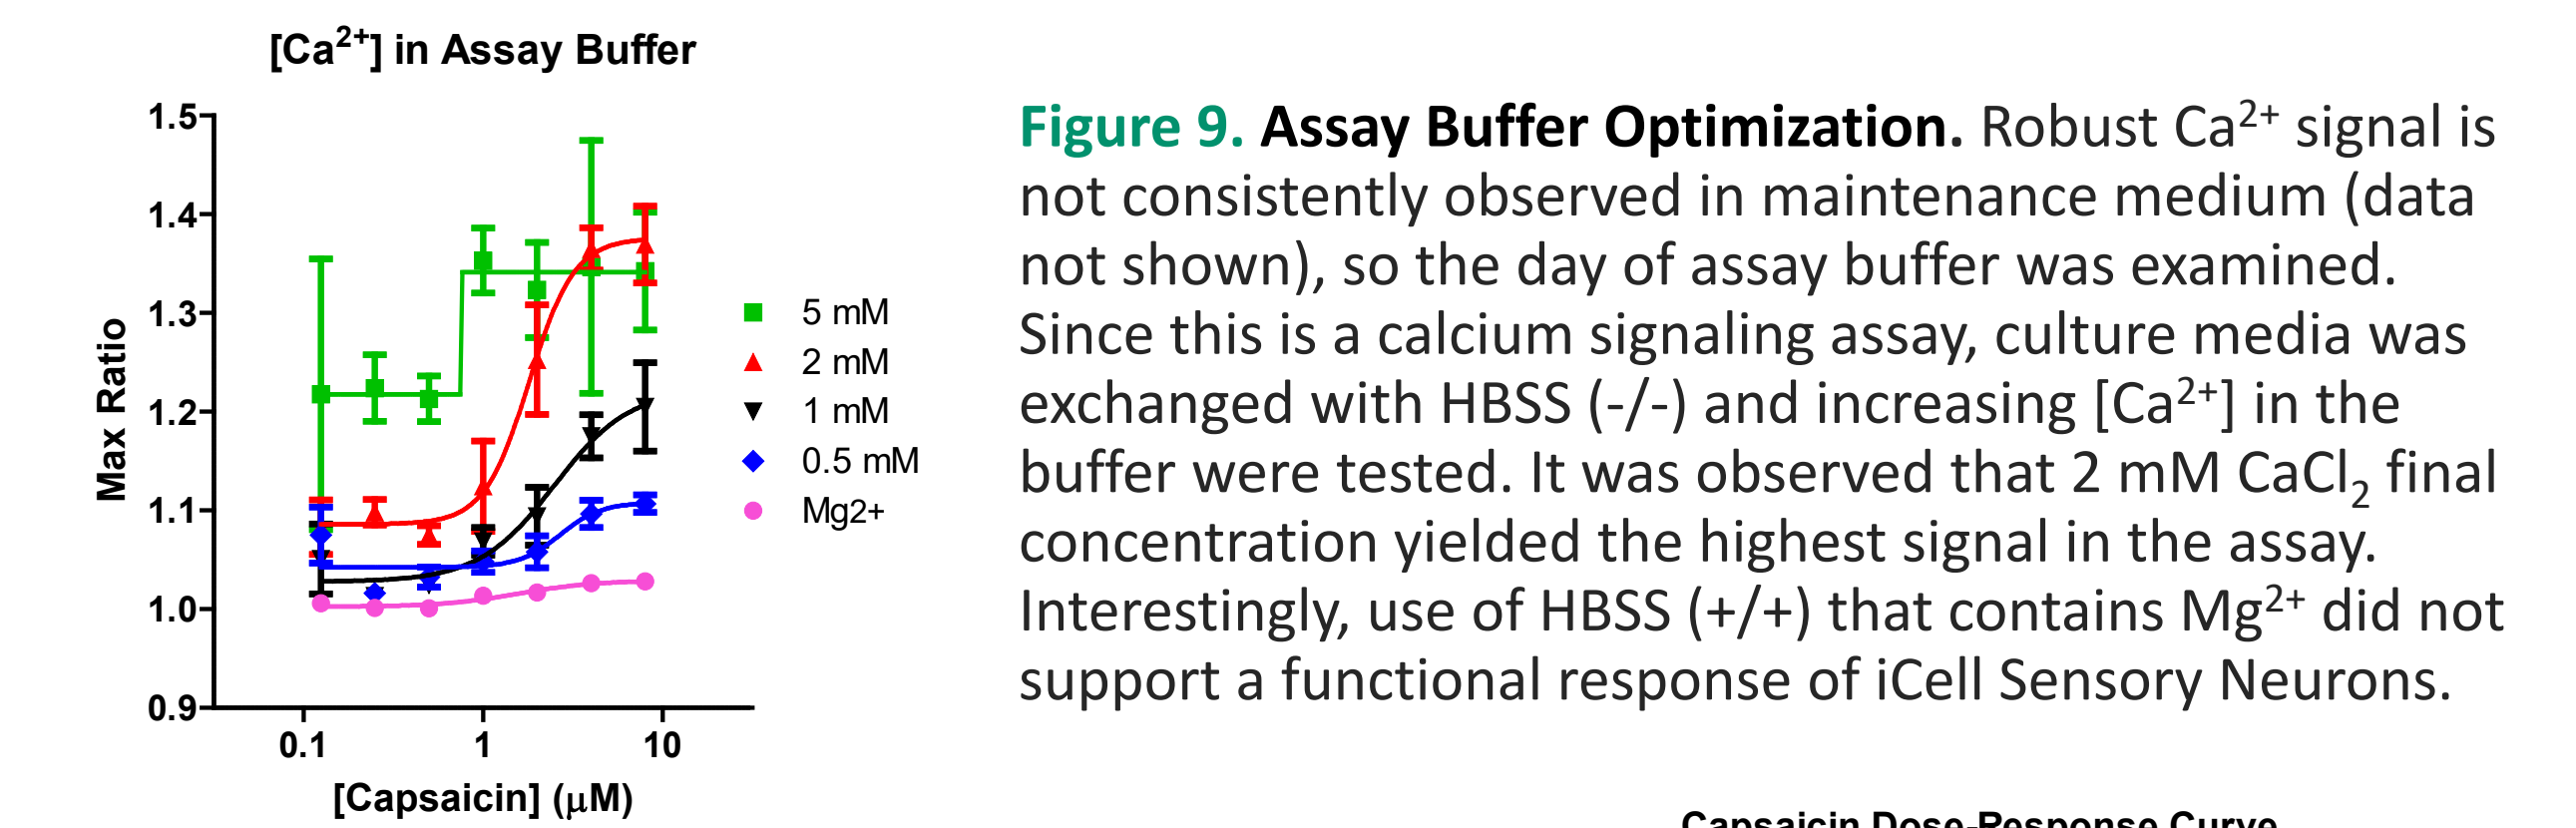 [Ca²⁺] in Assay Buffer
1.5
1.4
1.3
1.2
1.1
1.0
0.9
Max Ratio
0.1 1 10
[Capsaicin] (μM)
5 mM
2 mM
1 mM
0.5 mM
Mg2+
Figure 9. Assay Buffer Optimization. Robust Ca²⁺ signal is
not consistently observed in maintenance medium (data
not shown), so the day of assay buffer was examined.
Since this is a calcium signaling assay, culture media was
exchanged with HBSS (-/-) and increasing [Ca²⁺] in the
buffer were tested. It was observed that 2 mM CaCl₂ final
concentration yielded the highest signal in the assay.
Interestingly, use of HBSS (+/+) that contains Mg²⁺ did not
support a functional response of iCell Sensory Neurons.
Capsaicin Dose-Response Curve